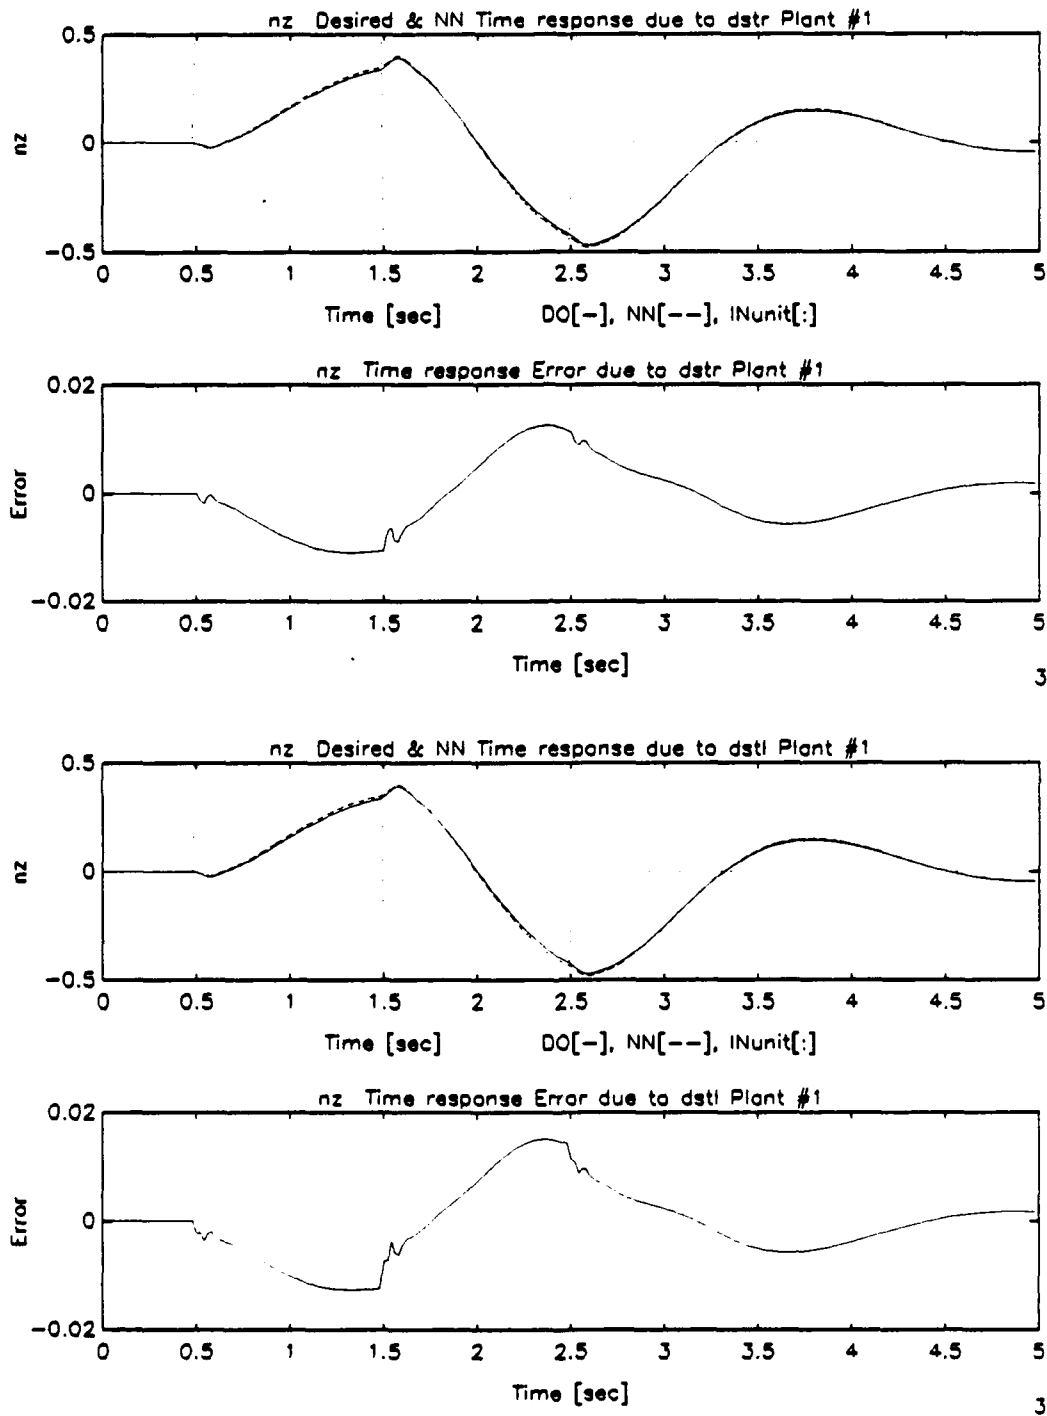 nz Desired & NN Time response due to dstr Plant #1
0.5
0
-0.5
nz
0 0.5 1 1.5 2 2.5 3 3.5 4 4.5 5
Time [sec] DO[-], NN[--], INunit[:]
nz Time response Error due to dstr Plant #1
0.02
0
-0.02
Error
0 0.5 1 1.5 2 2.5 3 3.5 4 4.5 5
Time [sec]
3
nz Desired & NN Time response due to dstl Plant #1
0.5
0
-0.5
nz
0 0.5 1 1.5 2 2.5 3 3.5 4 4.5 5
Time [sec] DO[-], NN[--], INunit[:]
nz Time response Error due to dstl Plant #1
0.02
0
-0.02
Error
0 0.5 1 1.5 2 2.5 3 3.5 4 4.5 5
Time [sec]
3